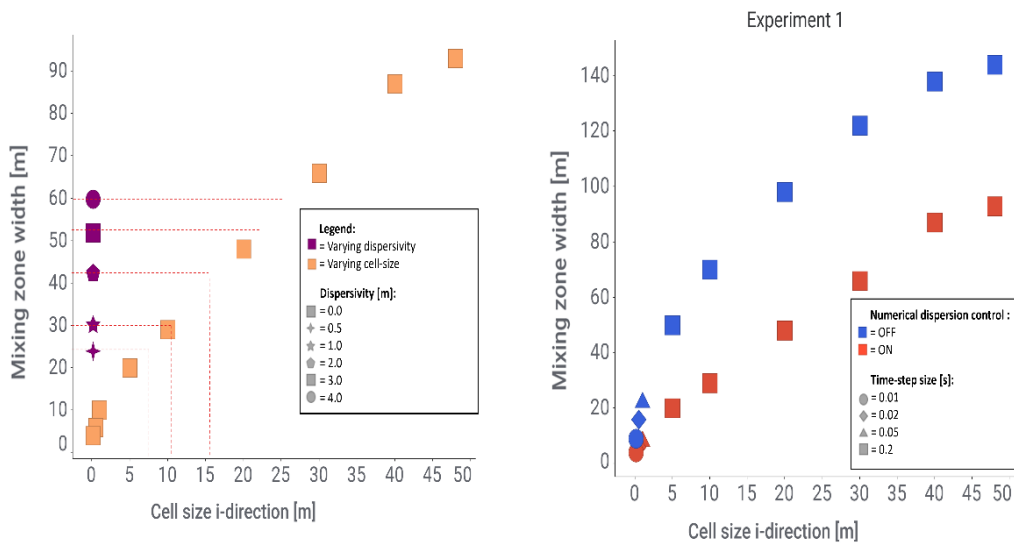 Experiment 1
Mixing zone width [m]
90
80
70
60
50
40
30
20
10
0
0 5 10 15 20 25 30 35 40 45 50
Cell size i-direction [m]
Legend:
= Varying dispersivity
= Varying cell-size
Dispersivity [m]:
= 0.0
= 0.5
= 1.0
= 2.0
= 3.0
= 4.0
Mixing zone width [m]
140
120
100
80
60
40
20
0
0 5 10 15 20 25 30 35 40 45 50
Cell size i-direction [m]
Numerical dispersion control :
= OFF
= ON
Time-step size [s]:
= 0.01
= 0.02
= 0.05
= 0.2